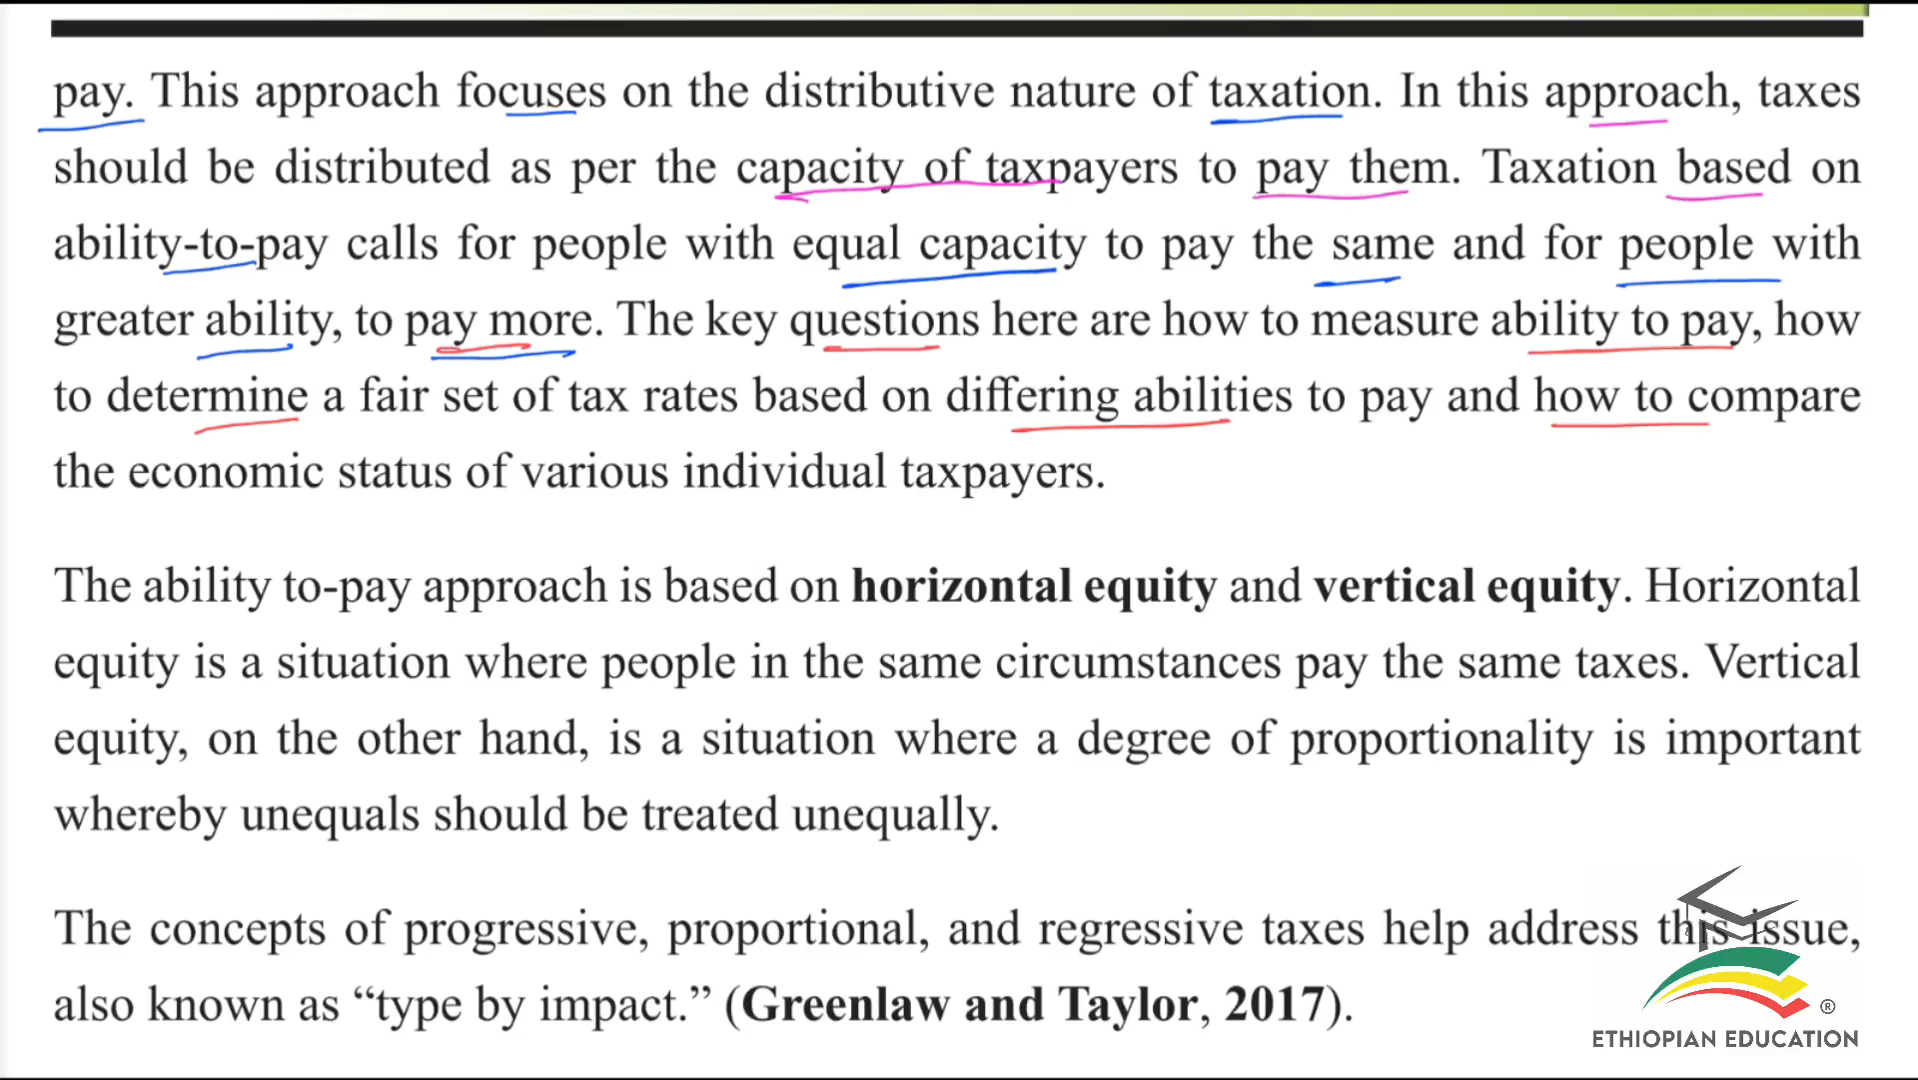 pay. This approach focuses on the distributive nature of taxation. In this approach, taxes
should be distributed as per the capacity of taxpayers to pay them. Taxation based on
ability-to-pay calls for people with equal capacity to pay the same and for people with
greater ability, to pay more. The key questions here are how to measure ability to pay, how
to determine a fair set of tax rates based on differing abilities to pay and how to compare
the economic status of various individual taxpayers.
The ability to-pay approach is based on horizontal equity and vertical equity. Horizontal
equity is a situation where people in the same circumstances pay the same taxes. Vertical
equity, on the other hand, is a situation where a degree of proportionality is important
whereby unequals should be treated unequally.
The concepts of progressive, proportional, and regressive taxes help address this issue,
also known as “type by impact.” (Greenlaw and Taylor, 2017).
®
ETHIOPIAN EDUCATION